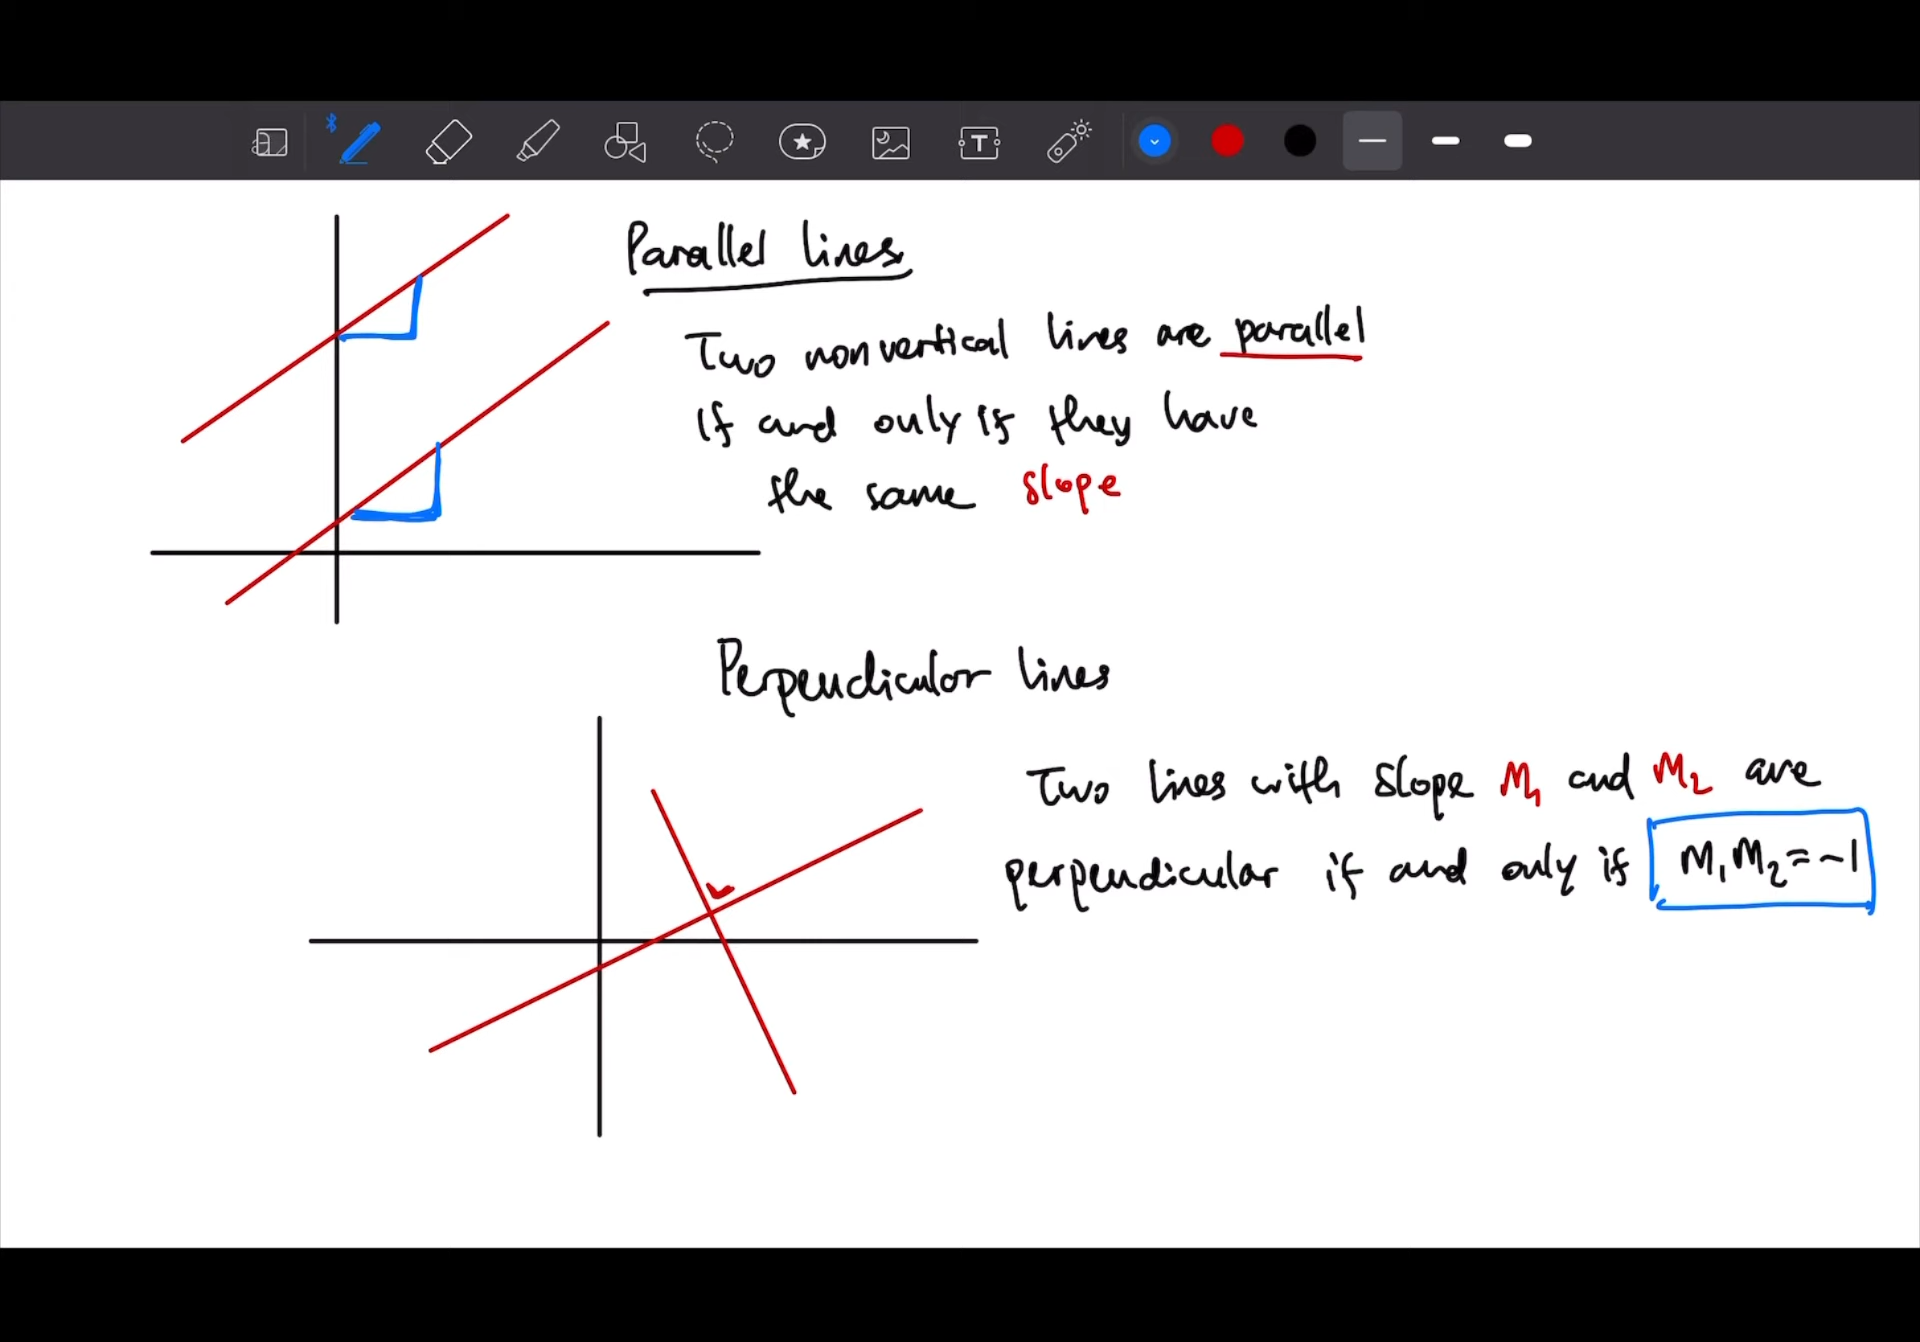 Parallel lines
Two nonvertical lines are parallel
if and only if they have
the same slope
Perpendicular lines
Two lines with slope M₁ and M₂ are
perpendicular if and only if M₁M₂=-1